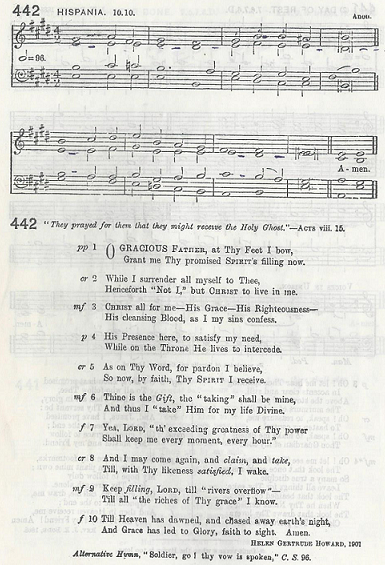 442 HISPANIA. 10.10. Anon.
=96.
A - men.
442 "They prayed for them that they might receive the Holy Ghost."—ACTS viii. 15.
pp 1 O GRACIOUS FATHER, at Thy Feet I bow,
Grant me Thy promised SPIRIT'S filling now.
cr 2 While I surrender all myself to Thee,
Henceforth "Not I," but CHRIST to live in me.
mf 3 CHRIST all for me—His Grace—His Righteousness—
His cleansing Blood, as I my sins confess.
p 4 His Presence here, to satisfy my need,
While on the Throne He lives to intercede.
cr 5 As on Thy Word, for pardon I believe,
So now, by faith, Thy SPIRIT I receive.
mf 6 Thine is the Gift, the "taking" shall be mine,
And thus I "take" Him for my life Divine.
f 7 Yea, LORD, "th' exceeding greatness of Thy power
Shall keep me every moment, every hour."
cr 8 And I may come again, and claim, and take,
Till, with Thy likeness satisfied, I wake.
mf 9 Keep filling, LORD, till "rivers overflow"—
Till all "the riches of Thy grace" I know.
f 10 Till Heaven has dawned, and chased away earth's night,
And Grace has led to Glory, faith to sight. Amen.
HELEN GERTRUDE HOWARD, 1907
Alternative Hymn, "Soldier, go! thy vow is spoken," C. S. 96.